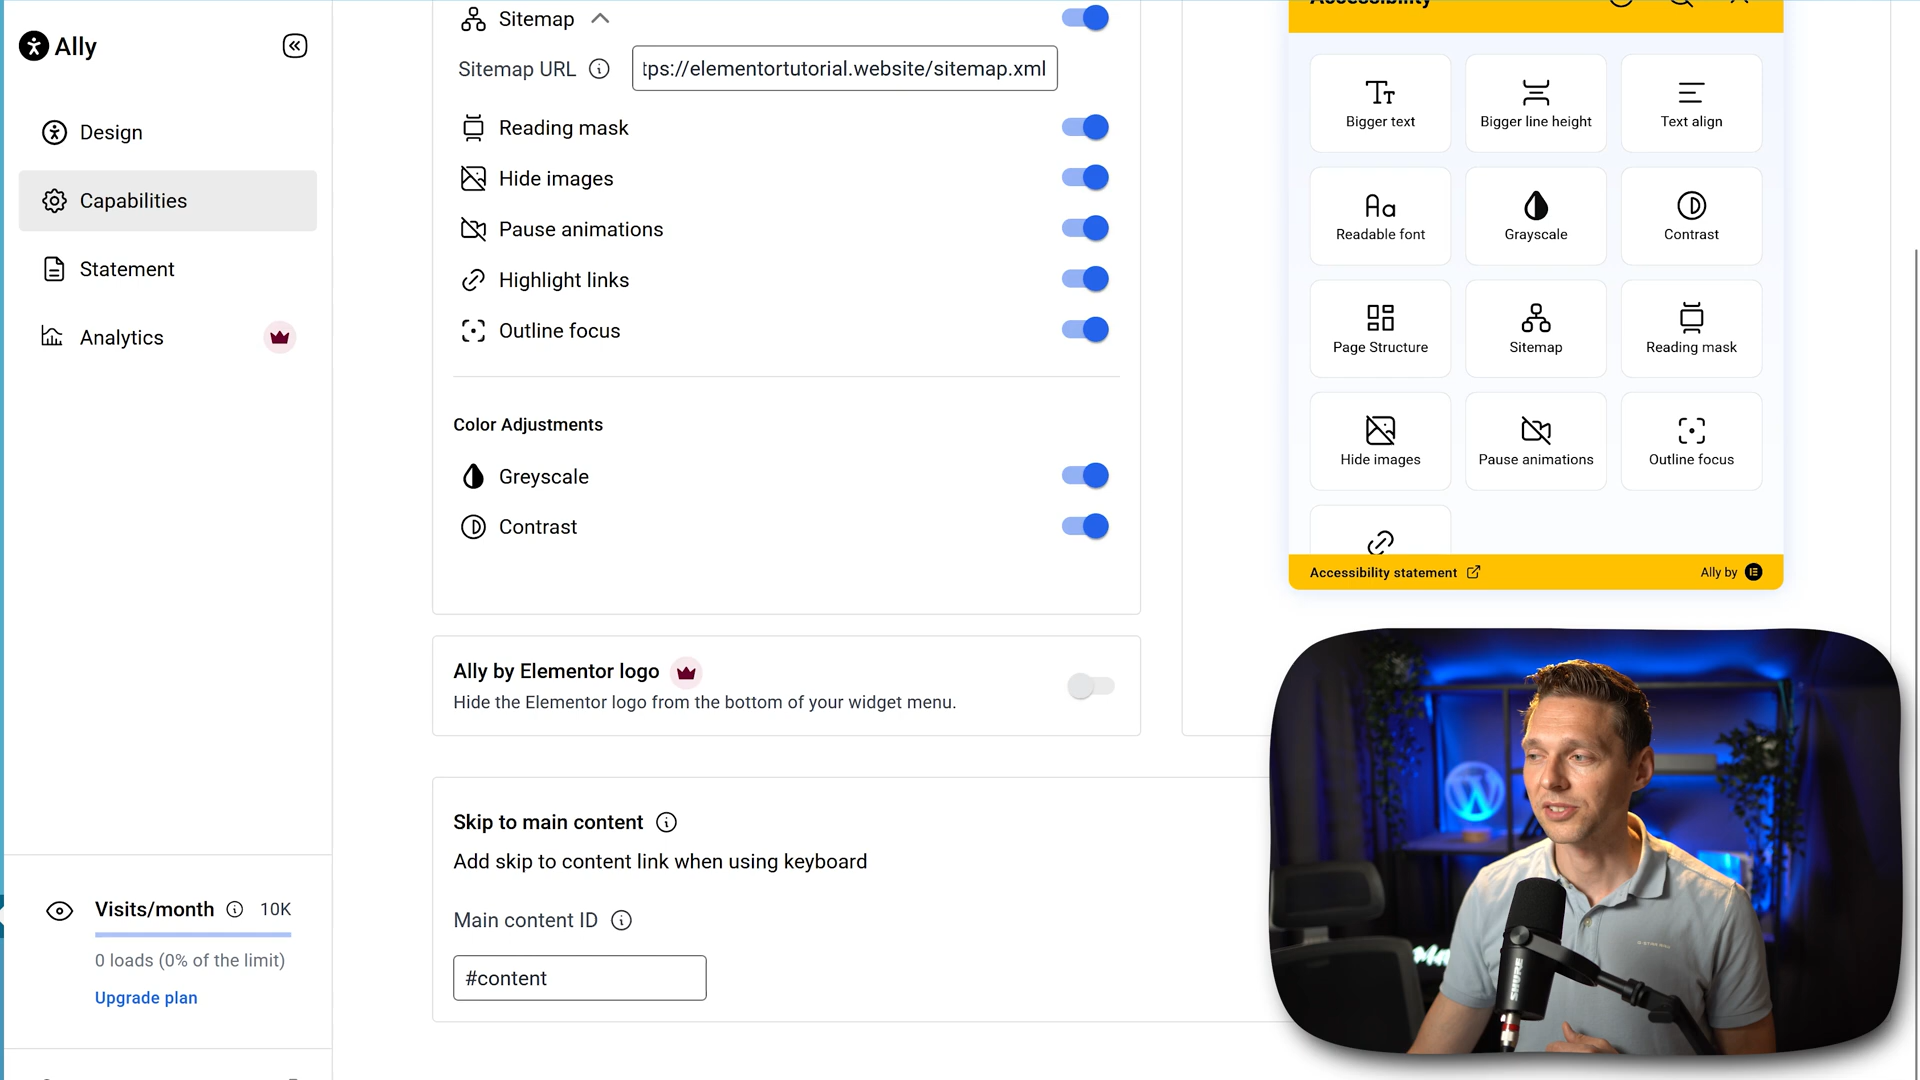 Ally
Design
Capabilities
Statement
Analytics
Visits/month 10K
0 loads (0% of the limit)
Upgrade plan
Sitemap
Sitemap URL
tps://elementortutorial.website/sitemap.xml
Reading mask
Hide images
Pause animations
Highlight links
Outline focus
Color Adjustments
Greyscale
Contrast
Ally by Elementor logo
Hide the Elementor logo from the bottom of your widget menu.
Skip to main content
Add skip to content link when using keyboard
Main content ID
#content
Accessibility
Bigger text
Bigger line height
Text align
Readable font
Grayscale
Contrast
Page Structure
Sitemap
Reading mask
Hide images
Pause animations
Outline focus
Accessibility statement
Ally by
SHURE